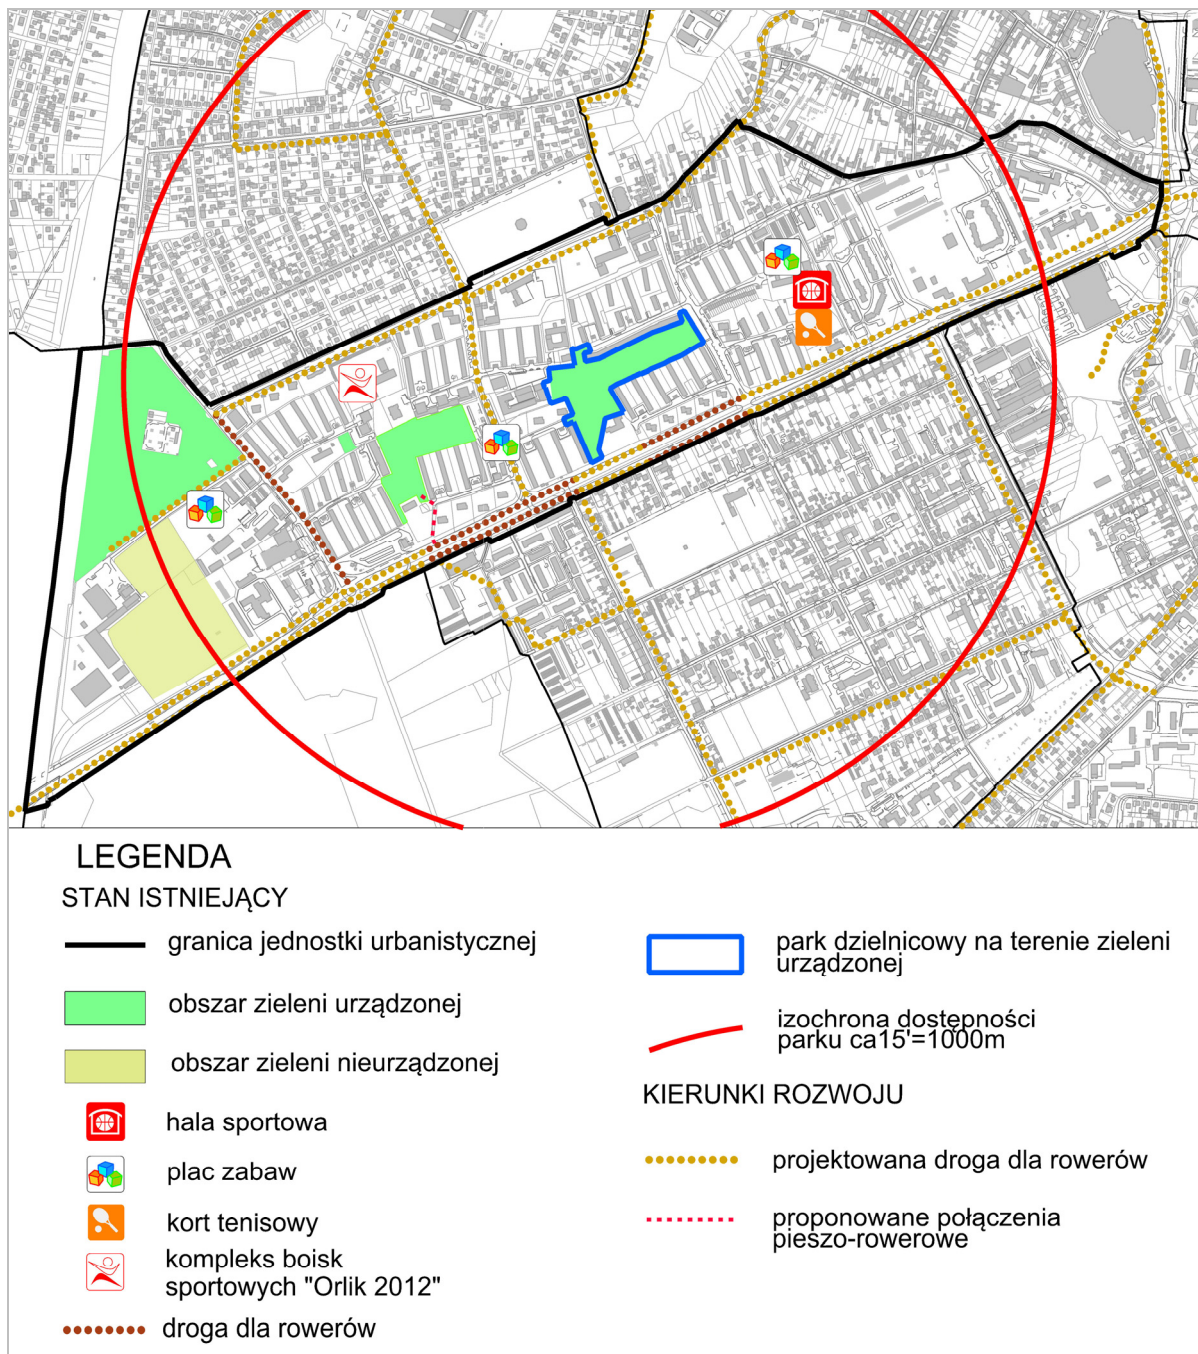 LEGENDA
STAN ISTNIEJĄCY
granica jednostki urbanistycznej
obszar zieleni urządzonej
obszar zieleni nieurządzonej
hala sportowa
plac zabaw
kort tenisowy
kompleks boisk
sportowych "Orlik 2012"
droga dla rowerów
park dzielnicowy na terenie zieleni
urządzonej
izochrona dostępności
parku ca15'=1000m
KIERUNKI ROZWOJU
projektowana droga dla rowerów
proponowane połączenia
pieszo-rowerowe